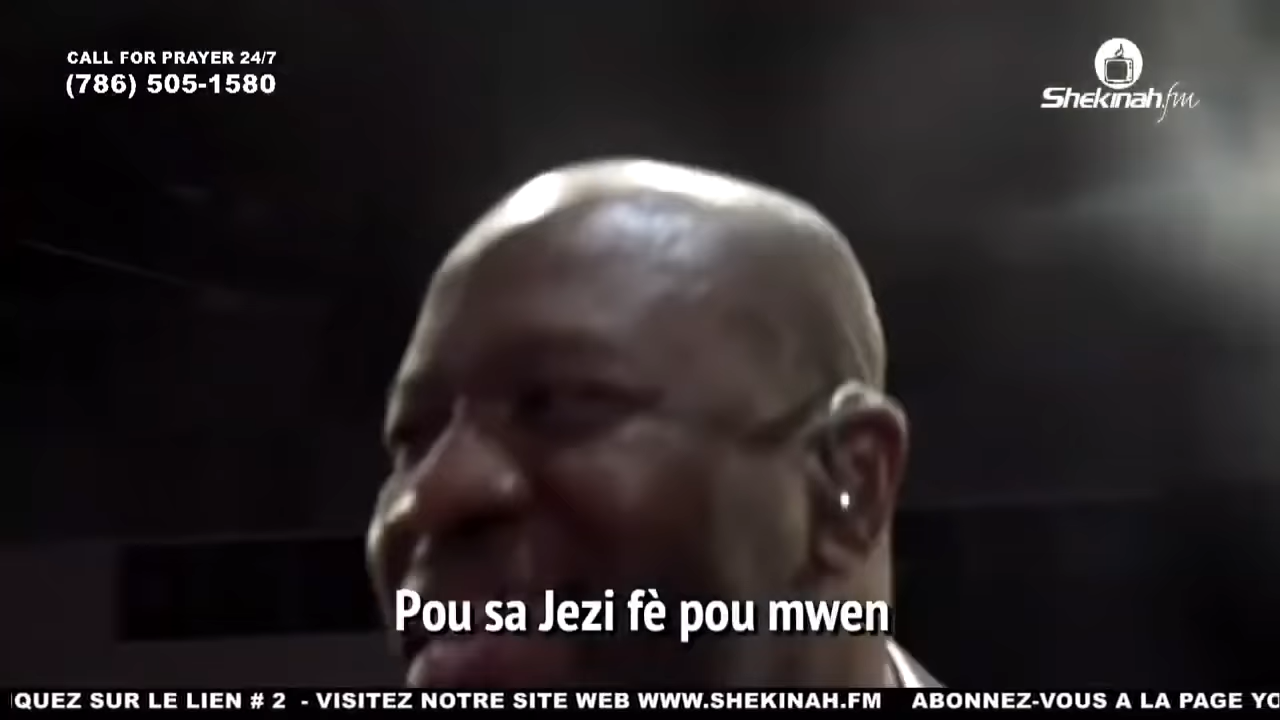 CALL FOR PRAYER 24/7
(786) 505-1580
Shekinah.fm
Pou sa Jezi fè pou mwen
QUEZ SUR LE LIEN # 2 - VISITEZ NOTRE SITE WEB WWW.SHEKINAH.FM ABONNEZ-VOUS A LA PAGE